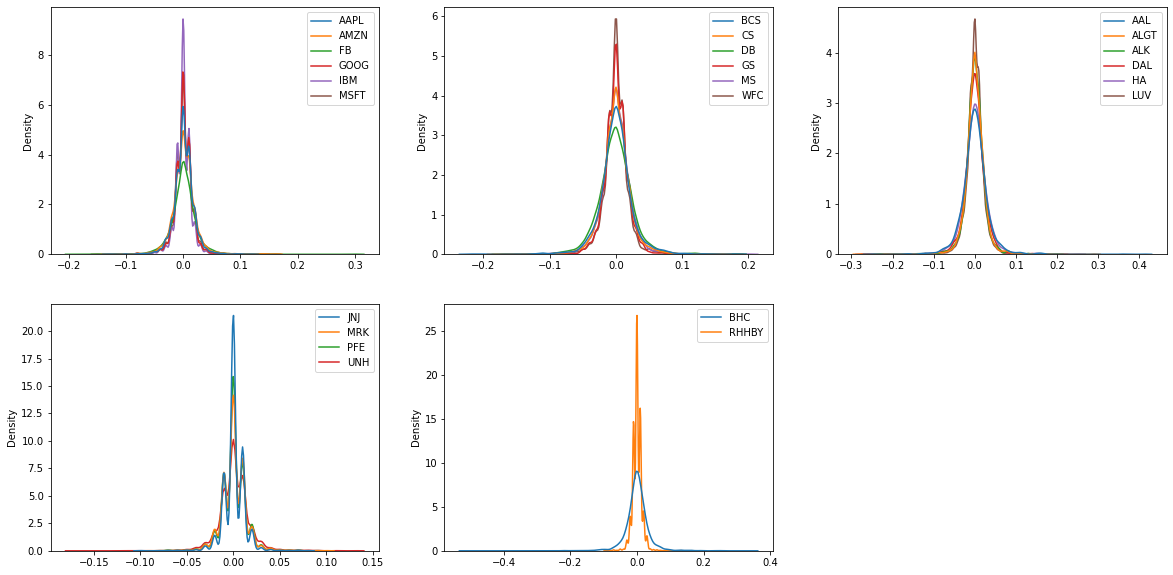 Density
8
6
4
2
0
−0.2 −0.1 0.0 0.1 0.2 0.3
AAPL
AMZN
FB
GOOG
IBM
MSFT
Density
6
5
4
3
2
1
0
−0.2 −0.1 0.0 0.1 0.2
BCS
CS
DB
GS
MS
WFC
Density
4
3
2
1
0
−0.3 −0.2 −0.1 0.0 0.1 0.2 0.3 0.4
AAL
ALGT
ALK
DAL
HA
LUV
Density
20.0
17.5
15.0
12.5
10.0
7.5
5.0
2.5
0.0
−0.15 −0.10 −0.05 0.00 0.05 0.10 0.15
JNJ
MRK
PFE
UNH
Density
25
20
15
10
5
0
−0.4 −0.2 0.0 0.2 0.4
BHC
RHHBY